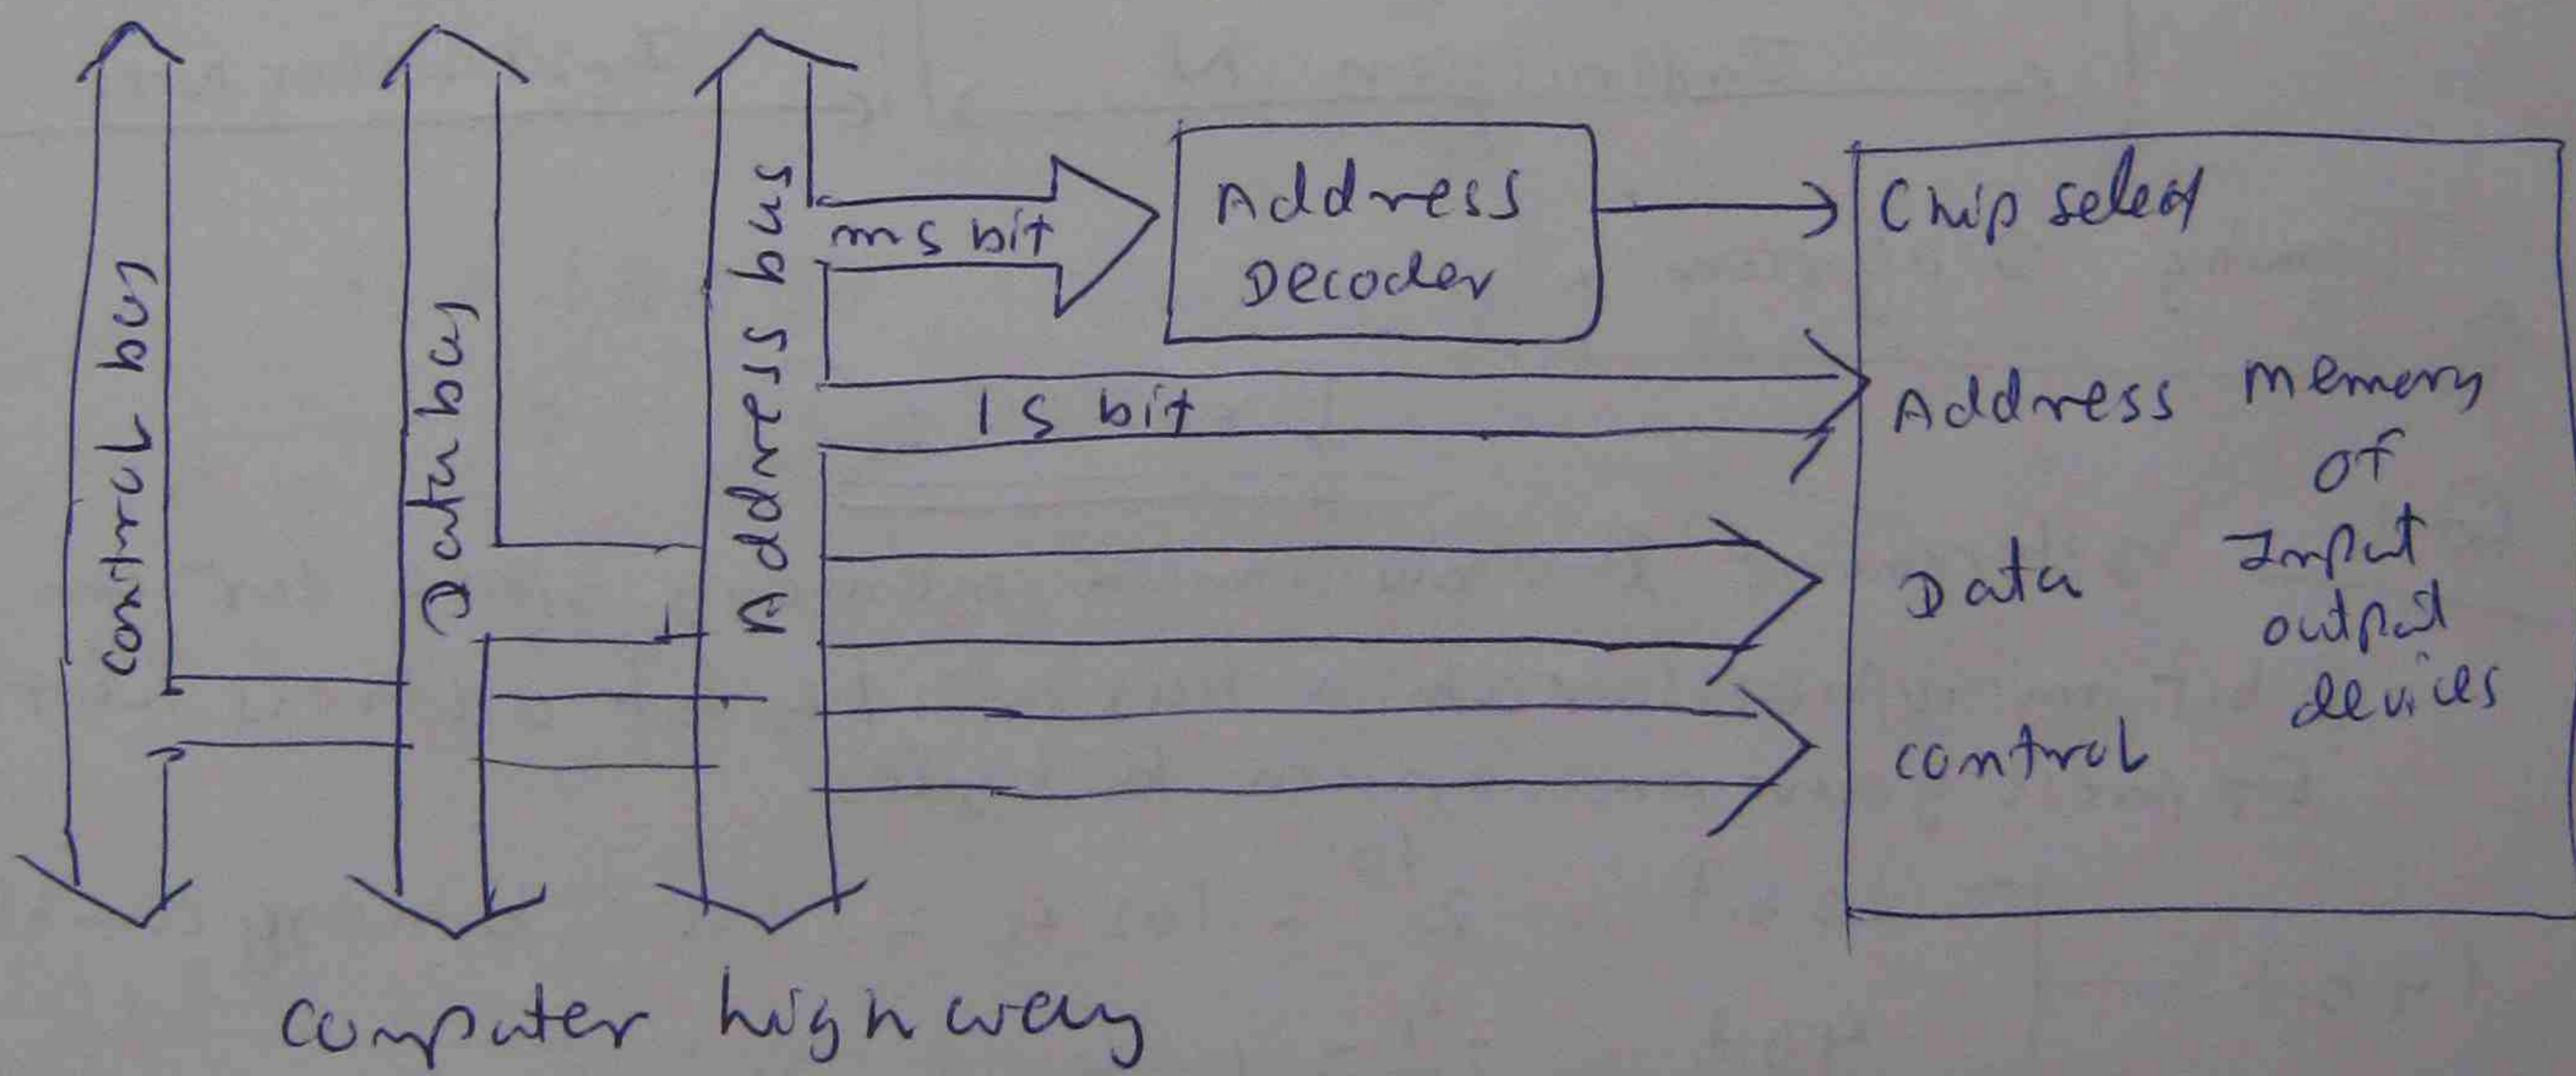 control bus
Data bus
Address bus
ms bit
Address
Decoder
Chip select
ls bit
Address
memory
of
Input
output
devices
Data
control
computer highway